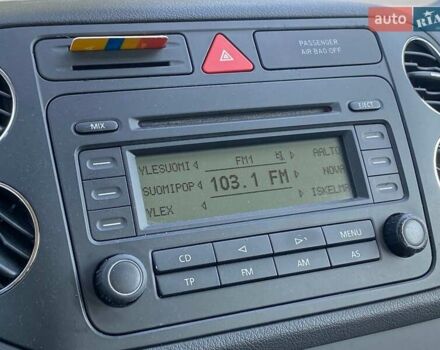 auto RIA
PASSENGER
AIR BAG OFF
MIX
EJECT
YLESUOMI FM1 AALTO
SUOMIPOP 103.1 FM NOVA
YLEX ISKELMÄ
CD MENU
TP FM AM AS